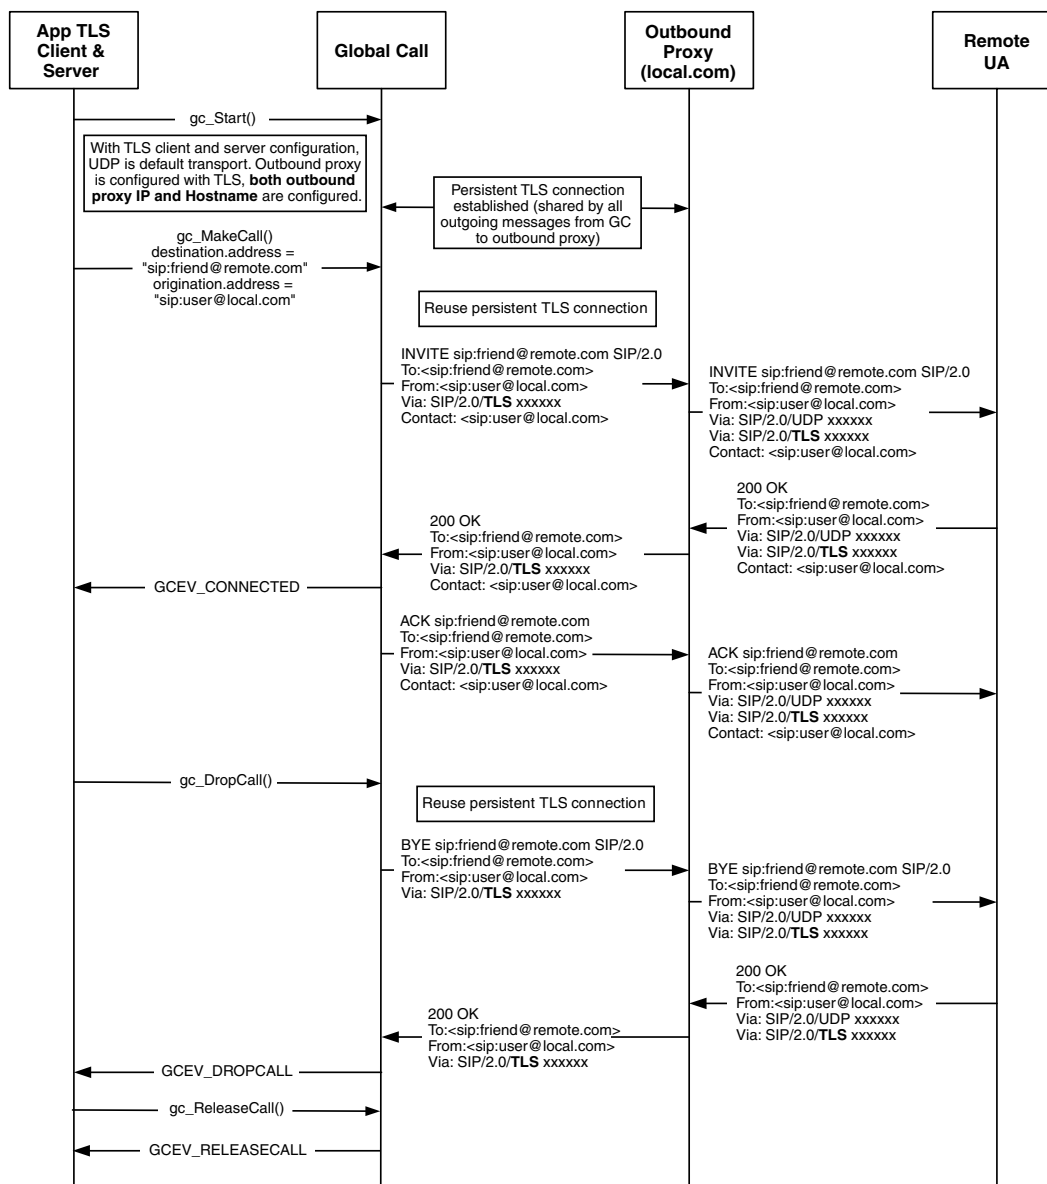 App TLS
Client &
Server
Global Call
Outbound
Proxy
(local.com)
Remote
UA
gc_Start()
With TLS client and server configuration,
UDP is default transport. Outbound proxy
is configured with TLS, both outbound
proxy IP and Hostname are configured.
Persistent TLS connection
established (shared by all
outgoing messages from GC
to outbound proxy)
gc_MakeCall()
destination.address =
"sip:friend@remote.com"
origination.address =
"sip:user@local.com"
Reuse persistent TLS connection
INVITE sip:friend@remote.com SIP/2.0
To:<sip:friend@remote.com>
From:<sip:user@local.com>
Via: SIP/2.0/TLS xxxxxx
Contact: <sip:user@local.com>
INVITE sip:friend@remote.com SIP/2.0
To:<sip:friend@remote.com>
From:<sip:user@local.com>
Via: SIP/2.0/UDP xxxxxx
Via: SIP/2.0/TLS xxxxxx
Contact: <sip:user@local.com>
200 OK
To:<sip:friend@remote.com>
From:<sip:user@local.com>
Via: SIP/2.0/UDP xxxxxx
Via: SIP/2.0/TLS xxxxxx
Contact: <sip:user@local.com>
200 OK
To:<sip:friend@remote.com>
From:<sip:user@local.com>
Via: SIP/2.0/TLS xxxxxx
Contact: <sip:user@local.com>
GCEV_CONNECTED
ACK sip:friend@remote.com
To:<sip:friend@remote.com>
From:<sip:user@local.com>
Via: SIP/2.0/TLS xxxxxx
Contact: <sip:user@local.com>
ACK sip:friend@remote.com
To:<sip:friend@remote.com>
From:<sip:user@local.com>
Via: SIP/2.0/UDP xxxxxx
Via: SIP/2.0/TLS xxxxxx
Contact: <sip:user@local.com>
gc_DropCall()
Reuse persistent TLS connection
BYE sip:friend@remote.com SIP/2.0
To:<sip:friend@remote.com>
From:<sip:user@local.com>
Via: SIP/2.0/TLS xxxxxx
BYE sip:friend@remote.com SIP/2.0
To:<sip:friend@remote.com>
From:<sip:user@local.com>
Via: SIP/2.0/UDP xxxxxx
Via: SIP/2.0/TLS xxxxxx
200 OK
To:<sip:friend@remote.com>
From:<sip:user@local.com>
Via: SIP/2.0/UDP xxxxxx
Via: SIP/2.0/TLS xxxxxx
200 OK
To:<sip:friend@remote.com>
From:<sip:user@local.com>
Via: SIP/2.0/TLS xxxxxx
GCEV_DROPCALL
gc_ReleaseCall()
GCEV_RELEASECALL